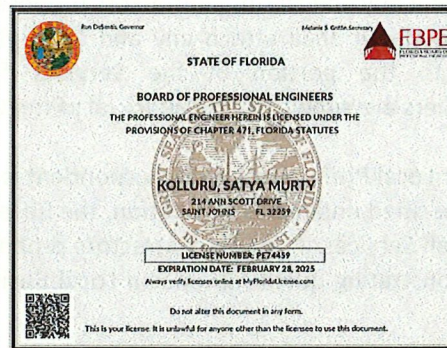 Ron DeSantis, Governor
Melanie S. Griffin, Secretary
FBPE
STATE OF FLORIDA
BOARD OF PROFESSIONAL ENGINEERS
THE PROFESSIONAL ENGINEER HEREIN IS LICENSED UNDER THE
PROVISIONS OF CHAPTER 471, FLORIDA STATUTES
KOLLURU, SATYA MURTY
214 ANN SCOTT DRIVE
SAINT JOHNS FL 32259
LICENSE NUMBER: PE74459
EXPIRATION DATE: FEBRUARY 28, 2025
Always verify licenses online at MyFloridaLicense.com
Do not alter this document in any form.
This is your license. It is unlawful for anyone other than the licensee to use this document.